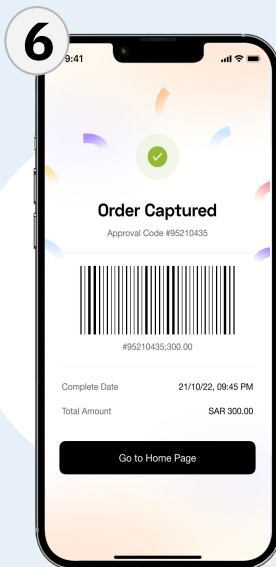 6
9:41
Order Captured
Approval Code #95210435
#95210435;300.00
Complete Date 21/10/22, 09:45 PM
Total Amount SAR 300.00
Go to Home Page